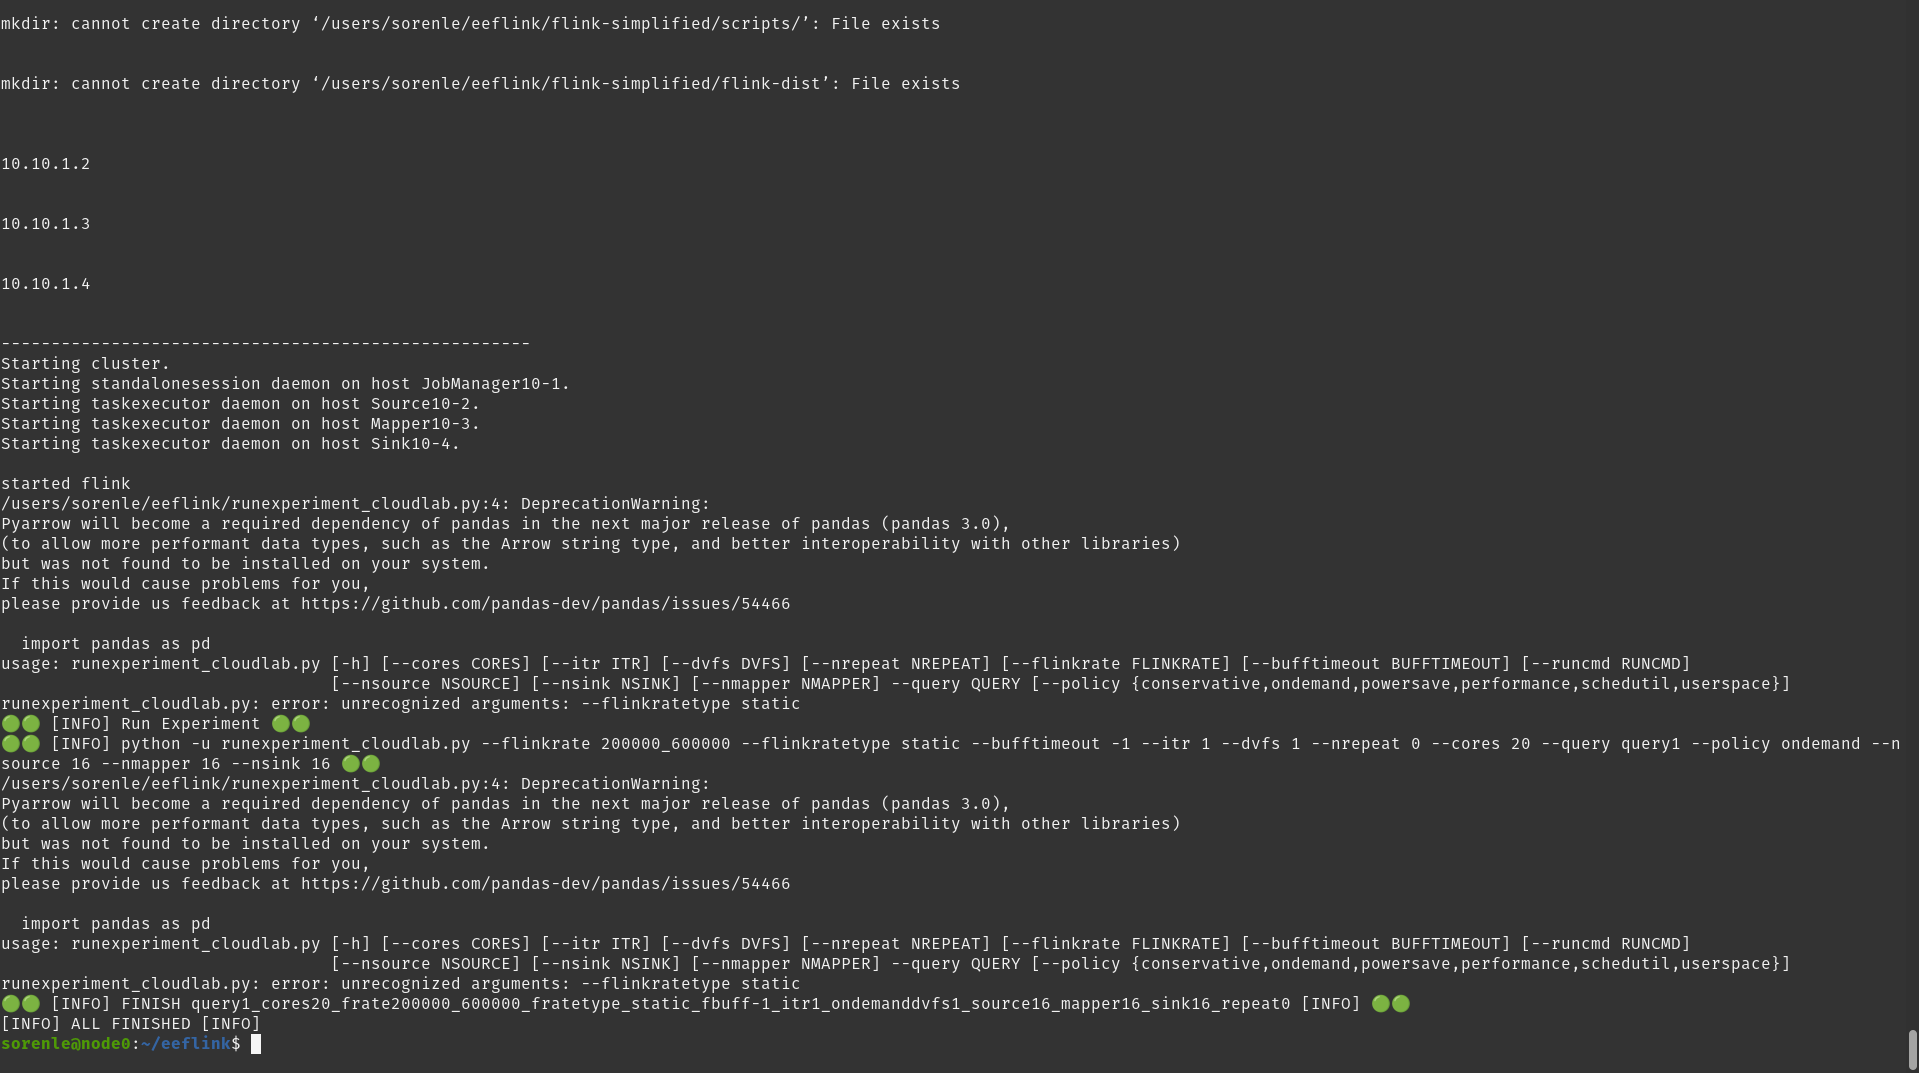 mkdir: cannot create directory ‘/users/sorenle/eeflink/flink-simplified/scripts/’: File exists
mkdir: cannot create directory ‘/users/sorenle/eeflink/flink-simplified/flink-dist’: File exists
10.10.1.2
10.10.1.3
10.10.1.4
-----------------------------------------------------
Starting cluster.
Starting standalonesession daemon on host JobManager10-1.
Starting taskexecutor daemon on host Source10-2.
Starting taskexecutor daemon on host Mapper10-3.
Starting taskexecutor daemon on host Sink10-4.
started flink
/users/sorenle/eeflink/runexperiment_cloudlab.py:4: DeprecationWarning:
Pyarrow will become a required dependency of pandas in the next major release of pandas (pandas 3.0),
(to allow more performant data types, such as the Arrow string type, and better interoperability with other libraries)
but was not found to be installed on your system.
If this would cause problems for you,
please provide us feedback at https://github.com/pandas-dev/pandas/issues/54466
  import pandas as pd
usage: runexperiment_cloudlab.py [-h] [--cores CORES] [--itr ITR] [--dvfs DVFS] [--nrepeat NREPEAT] [--flinkrate FLINKRATE] [--bufftimeout BUFFTIMEOUT] [--runcmd RUNCMD]
                                 [--nsource NSOURCE] [--nsink NSINK] [--nmapper NMAPPER] --query QUERY [--policy {conservative,ondemand,powersave,performance,schedutil,userspace}]
runexperiment_cloudlab.py: error: unrecognized arguments: --flinkratetype static
🟢🟢 [INFO] Run Experiment 🟢🟢
🟢🟢 [INFO] python -u runexperiment_cloudlab.py --flinkrate 200000_600000 --flinkratetype static --bufftimeout -1 --itr 1 --dvfs 1 --nrepeat 0 --cores 20 --query query1 --policy ondemand --n
source 16 --nmapper 16 --nsink 16 🟢🟢
/users/sorenle/eeflink/runexperiment_cloudlab.py:4: DeprecationWarning:
Pyarrow will become a required dependency of pandas in the next major release of pandas (pandas 3.0),
(to allow more performant data types, such as the Arrow string type, and better interoperability with other libraries)
but was not found to be installed on your system.
If this would cause problems for you,
please provide us feedback at https://github.com/pandas-dev/pandas/issues/54466
  import pandas as pd
usage: runexperiment_cloudlab.py [-h] [--cores CORES] [--itr ITR] [--dvfs DVFS] [--nrepeat NREPEAT] [--flinkrate FLINKRATE] [--bufftimeout BUFFTIMEOUT] [--runcmd RUNCMD]
                                 [--nsource NSOURCE] [--nsink NSINK] [--nmapper NMAPPER] --query QUERY [--policy {conservative,ondemand,powersave,performance,schedutil,userspace}]
runexperiment_cloudlab.py: error: unrecognized arguments: --flinkratetype static
🟢🟢 [INFO] FINISH query1_cores20_frate200000_600000_fratetype_static_fbuff-1_itr1_ondemanddvfs1_source16_mapper16_sink16_repeat0 [INFO] 🟢🟢
[INFO] ALL FINISHED [INFO]
sorenle@node0:~/eeflink$